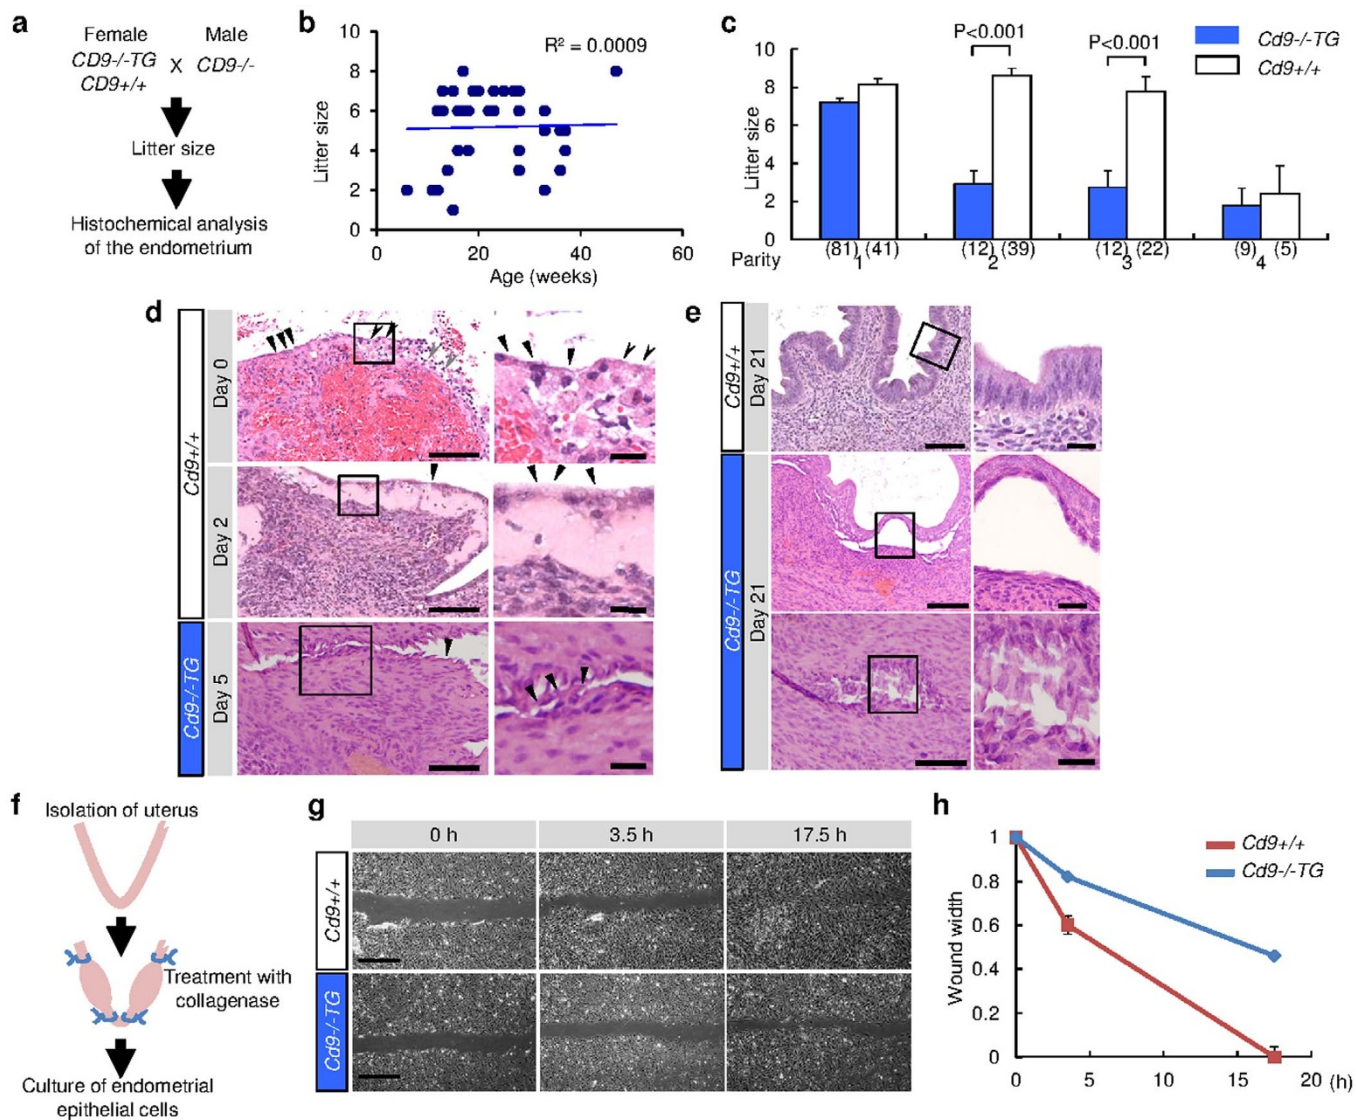 a
Female Male
CD9-/-TG X CD9-/-
CD9+/+
Litter size
Histochemical analysis
of the endometrium
b
R² = 0.0009
10
8
6
4
2
0
Litter size
0 20 40 60
Age (weeks)
c
P<0.001
P<0.001
Cd9-/-TG
Cd9+/+
10
8
6
4
2
0
Litter size
(81) (41) (12) (39) (12) (22) (9) (5)
Parity 1 2 3 4
d
Cd9+/+
Day 0
Day 2
Cd9-/-TG
Day 5
e
Cd9+/+
Day 21
Cd9-/-TG
Day 21
f
Isolation of uterus
Treatment with
collagenase
Culture of endometrial
epithelial cells
g
0 h 3.5 h 17.5 h
Cd9+/+
Cd9-/-TG
h
Cd9+/+
Cd9-/-TG
1
0.8
0.6
0.4
0.2
0
Wound width
0 5 10 15 20 (h)